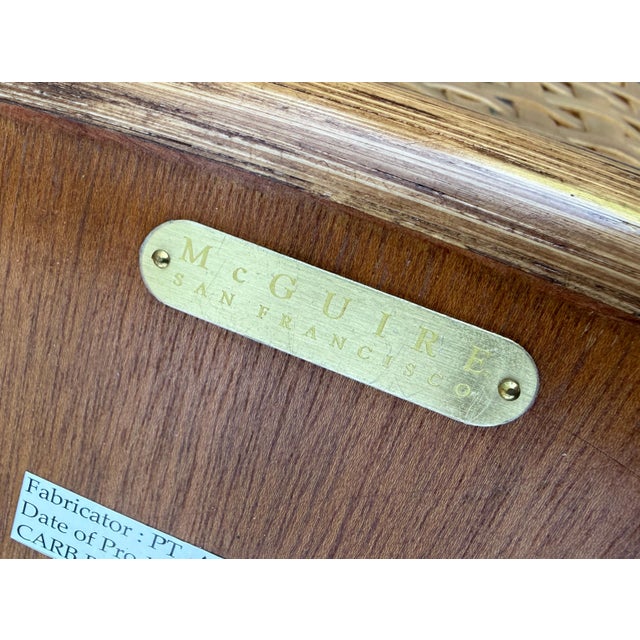 McGUIRE
SAN FRANCISCO
Fabricator : PT
Date of Pro
CARB